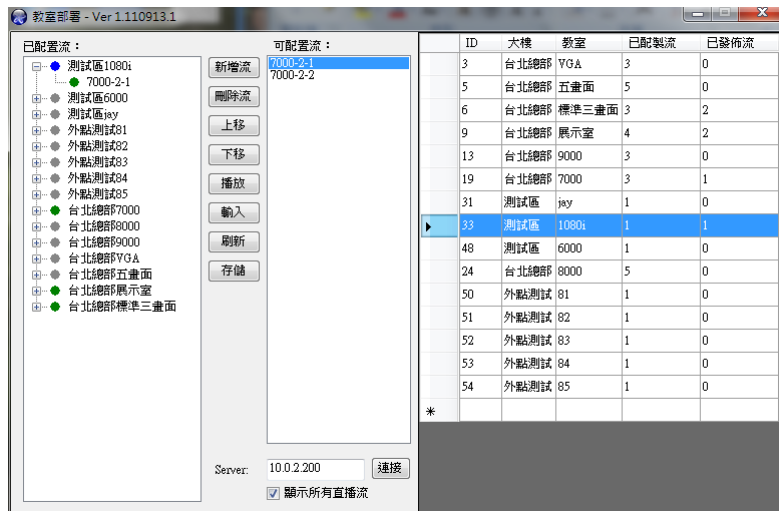 教室部署 - Ver 1.110913.1
已配置流：
測試區1080i
7000-2-1
測試區6000
測試區jay
外點測試81
外點測試82
外點測試83
外點測試84
外點測試85
台北總部7000
台北總部8000
台北總部9000
台北總部VGA
台北總部五畫面
台北總部展示室
台北總部標準三畫面
新增流
刪除流
上移
下移
播放
輸入
刷新
存儲
可配置流：
7000-2-1
7000-2-2
Server: 10.0.2.200 連接
顯示所有直播流
ID 大樓 教室 已配製流 已發佈流
3 台北總部 VGA 3 0
5 台北總部 五畫面 5 0
6 台北總部 標準三畫面 3 2
9 台北總部 展示室 4 2
13 台北總部 9000 3 0
19 台北總部 7000 3 1
31 測試區 jay 1 0
33 測試區 1080i 1 1
48 測試區 6000 1 0
24 台北總部 8000 5 0
50 外點測試 81 1 0
51 外點測試 82 1 0
52 外點測試 83 1 0
53 外點測試 84 1 0
54 外點測試 85 1 0